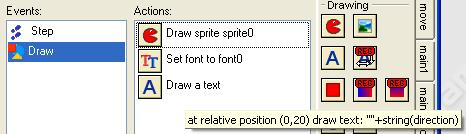 Events:
Actions:
Drawing
Step
Draw
Draw sprite sprite0
Set font to font0
Draw a text
move
main1
at relative position (0,20) draw text: ""+string(direction)